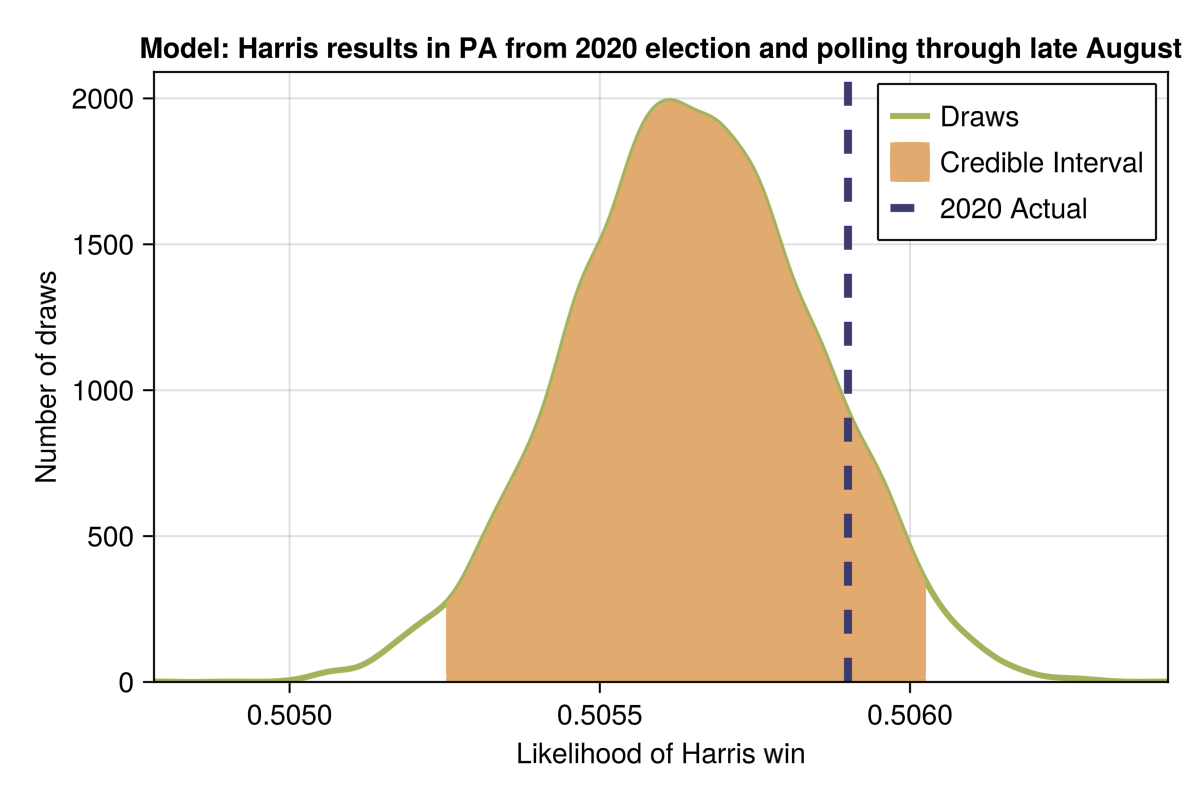 Model: Harris results in PA from 2020 election and polling through late August
2000
1500
1000
500
0
Number of draws
Draws
Credible Interval
2020 Actual
0.5050
0.5055
0.5060
Likelihood of Harris win